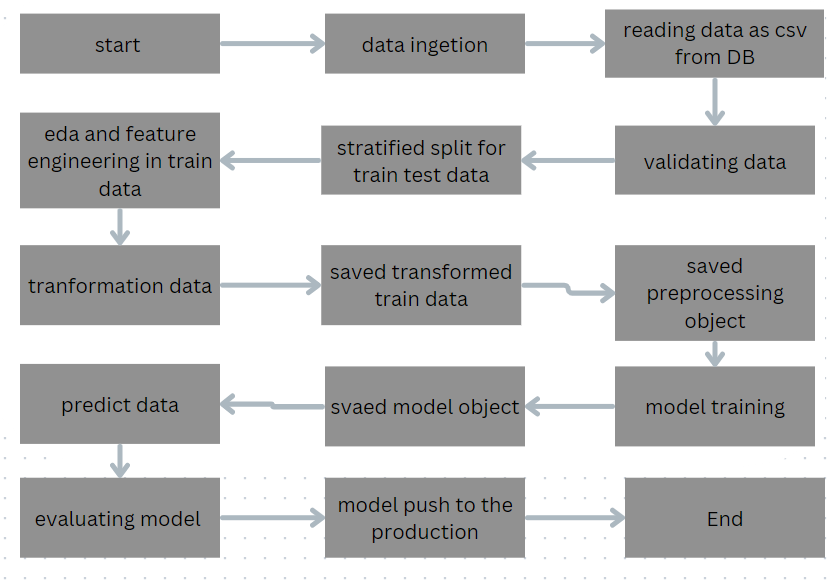 start
data ingetion
reading data as csv
from DB
validating data
stratified split for
train test data
eda and feature
engineering in train
data
tranformation data
saved transformed
train data
saved
preprocessing
object
model training
svaed model object
predict data
evaluating model
model push to the
production
End